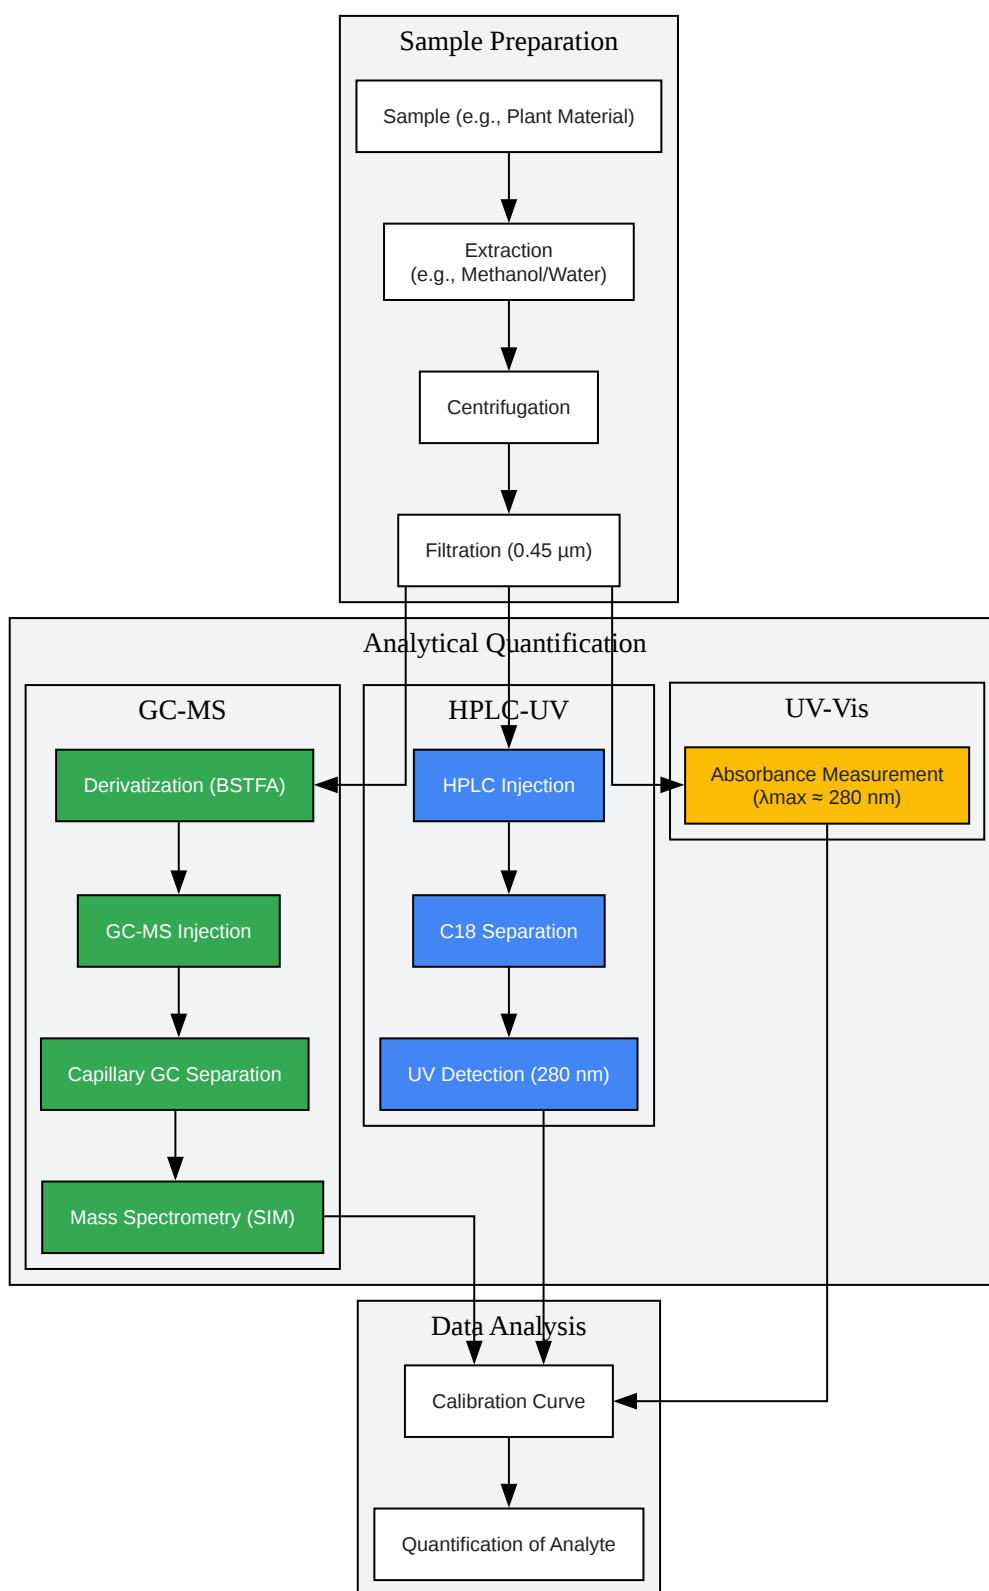 Sample Preparation
Sample (e.g., Plant Material)
Extraction
(e.g., Methanol/Water)
Centrifugation
Filtration (0.45 µm)
Analytical Quantification
GC-MS
Derivatization (BSTFA)
GC-MS Injection
Capillary GC Separation
Mass Spectrometry (SIM)
HPLC-UV
HPLC Injection
C18 Separation
UV Detection (280 nm)
UV-Vis
Absorbance Measurement
(λmax ≈ 280 nm)
Data Analysis
Calibration Curve
Quantification of Analyte